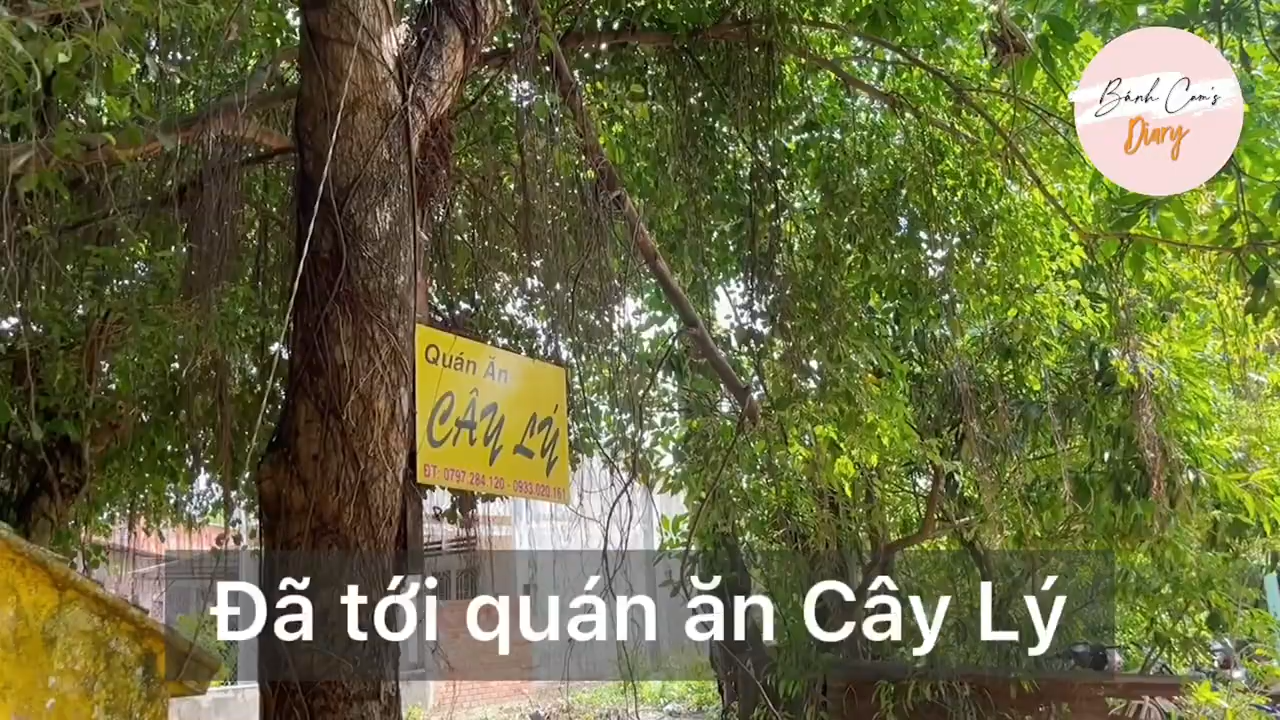 Bánh Cam's
Diary
Quán Ăn
CÂY LÝ
ĐT: 0797.284.120 - 0933.020.161
Đã tới quán ăn Cây Lý